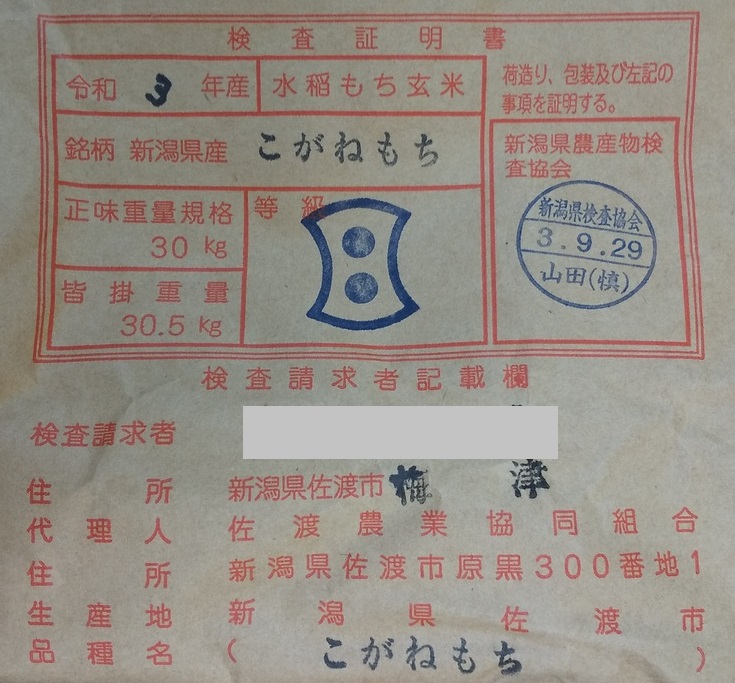 検査証明書
令和 3 年産 水稲もち玄米
銘柄 新潟県産 こがねもち
正味重量規格
30 kg
皆掛重量
30.5 kg
等級
荷造り、包装及び左記の
事項を証明する。
新潟県農産物検
査協会
新潟県検査協会
3.9.29
山田(慎)
検査請求者記載欄
検査請求者
住所 新潟県佐渡市 梅津
代理人 佐渡農業協同組合
住所 新潟県佐渡市原黒300番地1
生産地 新潟県佐渡市
品種名 ( こがねもち )